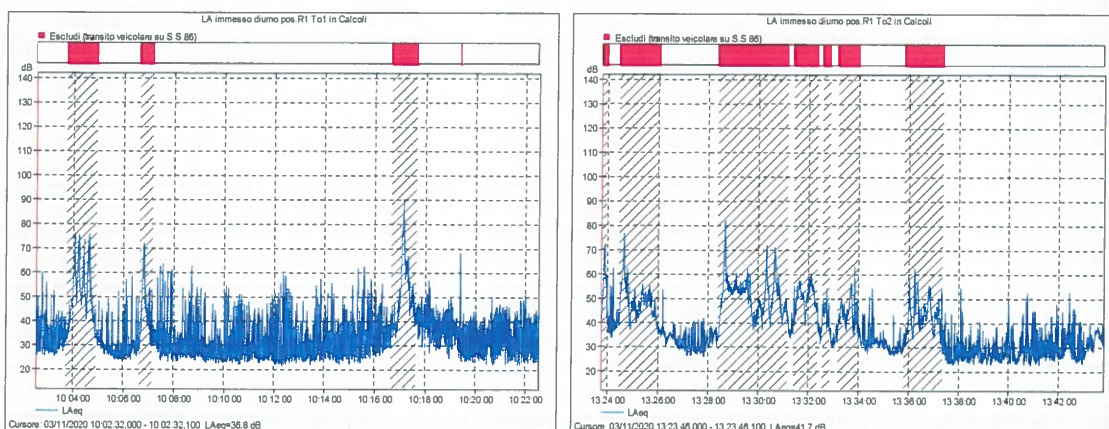 LA immesso diurno pos.R1 To1 in Calcoli
Escludi (transito veicolare su S.S 86)
dB
140
130
120
110
100
90
80
70
60
50
40
30
20
10:04:00 10:06:00 10:08:00 10:10:00 10:12:00 10:14:00 10:16:00 10:18:00 10:20:00 10:22:00
LAeq
Cursore: 03/11/2020 10:02.32,000 - 10:02.32,100 LAeq=36,8 dB
LA immesso diurno pos.R1 To2 in Calcoli
Escludi (transito veicolare su S.S 86)
dB
140
130
120
110
100
90
80
70
60
50
40
30
20
13.24:00 13.26:00 13.28:00 13.30:00 13.32:00 13.34:00 13.36:00 13.38:00 13.40:00 13.42:00
LAeq
Cursore: 03/11/2020 13:23.46,000 - 13:23.46,100 LAeq=41,7 dB